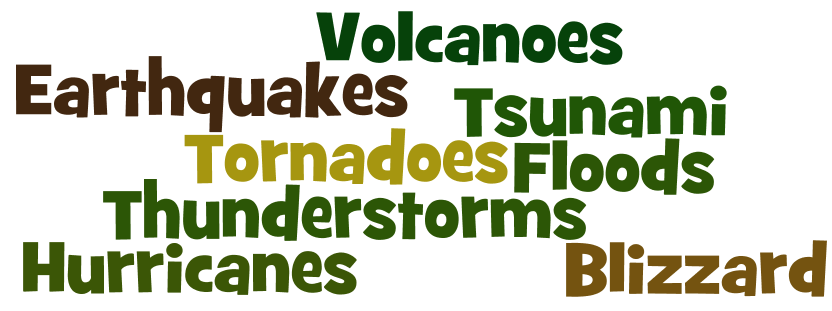 Volcanoes
Earthquakes
Tsunami
Tornadoes
Floods
Thunderstorms
Hurricanes
Blizzard